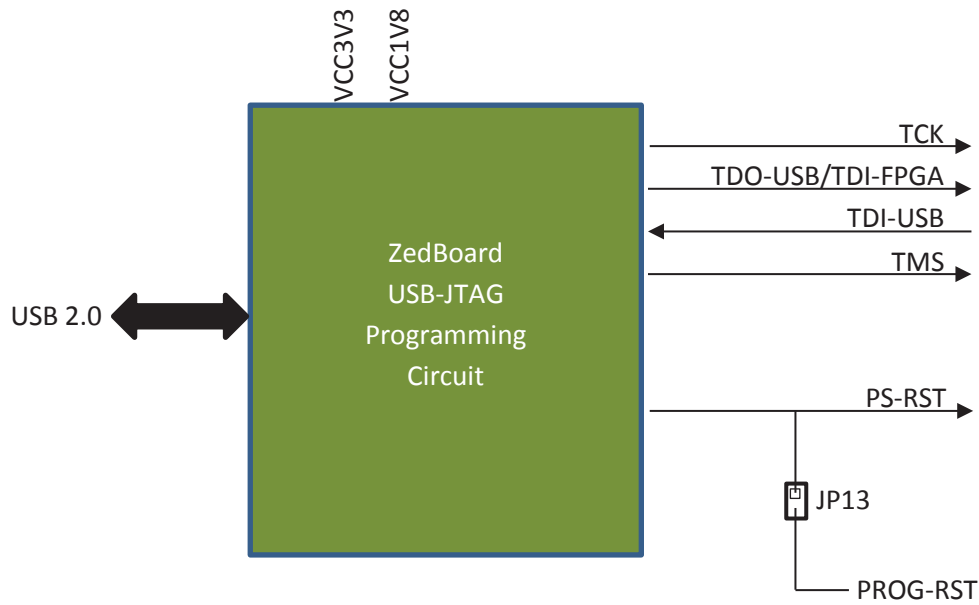 VCC3V3
VCC1V8
TCK
TDO-USB/TDI-FPGA
TDI-USB
TMS
ZedBoard
USB-JTAG
Programming
Circuit
USB 2.0
PS-RST
JP13
PROG-RST